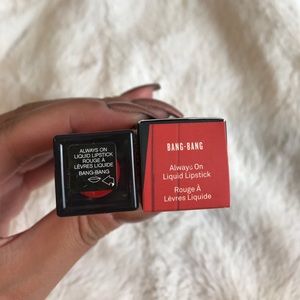 ALWAYS ON
LIQUID LIPSTICK
ROUGE À
LÈVRES LIQUIDE
BANG-BANG
BANG-BANG
Always On
Liquid Lipstick
Rouge À
Lèvres Liquide